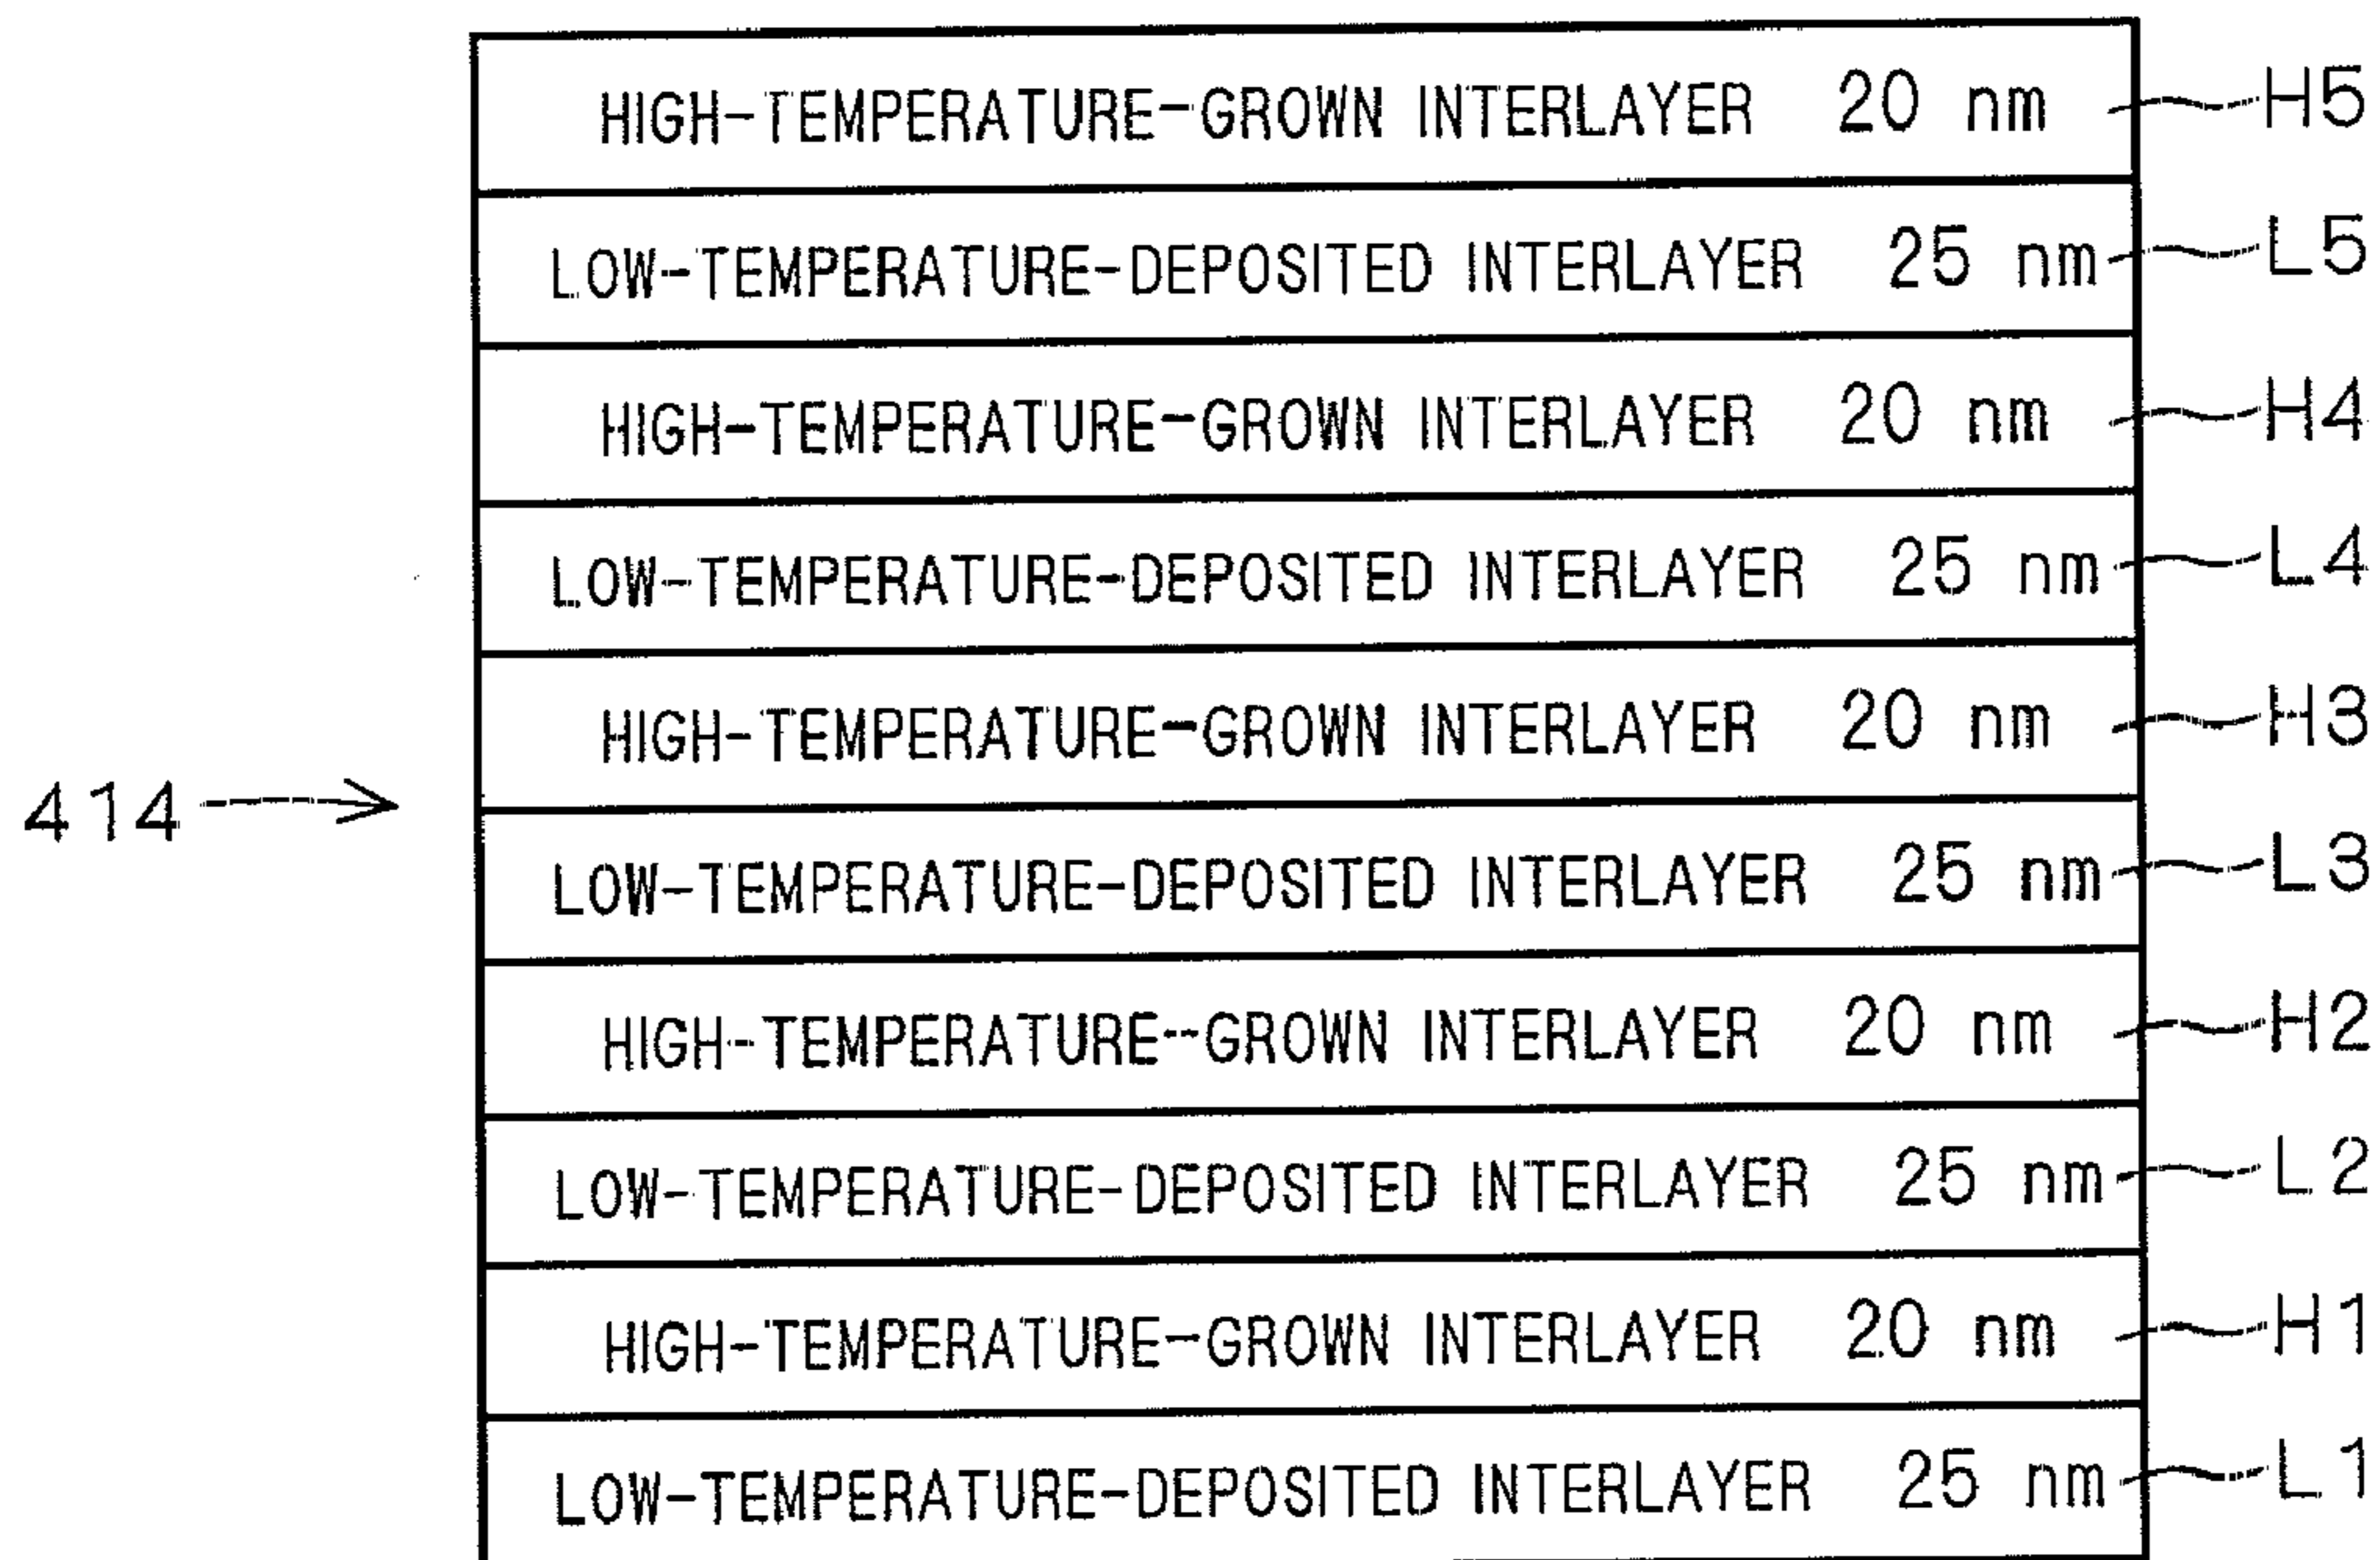 HIGH-TEMPERATURE-GROWN INTERLAYER 20 nm H5
LOW-TEMPERATURE-DEPOSITED INTERLAYER 25 nm L5
HIGH-TEMPERATURE-GROWN INTERLAYER 20 nm H4
LOW-TEMPERATURE-DEPOSITED INTERLAYER 25 nm L4
HIGH-TEMPERATURE-GROWN INTERLAYER 20 nm H3
414
LOW-TEMPERATURE-DEPOSITED INTERLAYER 25 nm L3
HIGH-TEMPERATURE-GROWN INTERLAYER 20 nm H2
LOW-TEMPERATURE-DEPOSITED INTERLAYER 25 nm L2
HIGH-TEMPERATURE-GROWN INTERLAYER 20 nm H1
LOW-TEMPERATURE-DEPOSITED INTERLAYER 25 nm L1